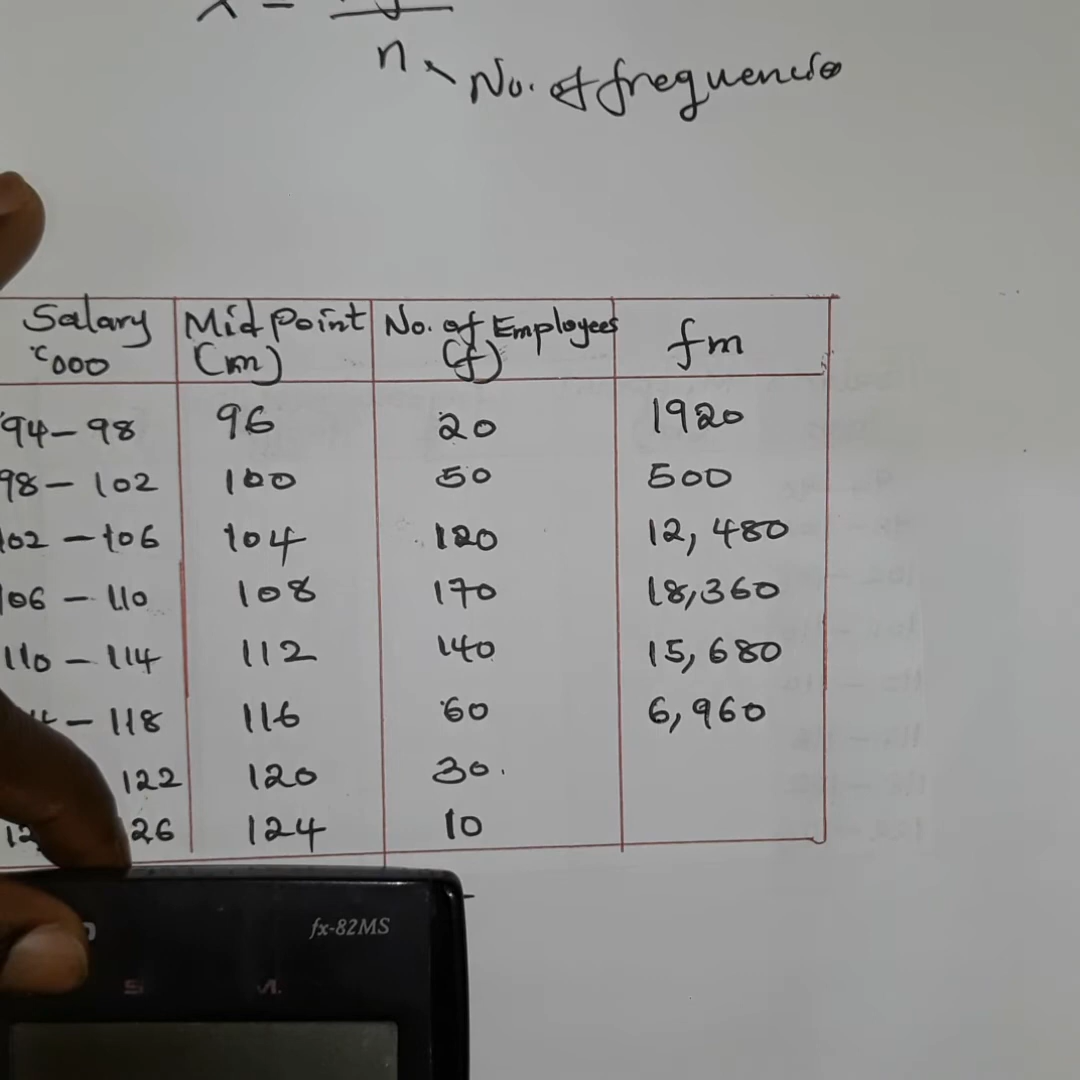 n
No. of frequencies
Salary Mid Point No. of Employees fm
'000 (m) (f)
94 – 98 96 20 1920
98 – 102 100 50 500
102 – 106 104 120 12, 480
106 – 110 108 170 18,360
110 – 114 112 140 15, 680
– 118 116 60 6, 960
122 120 30.
12 26 124 10
fx-82MS